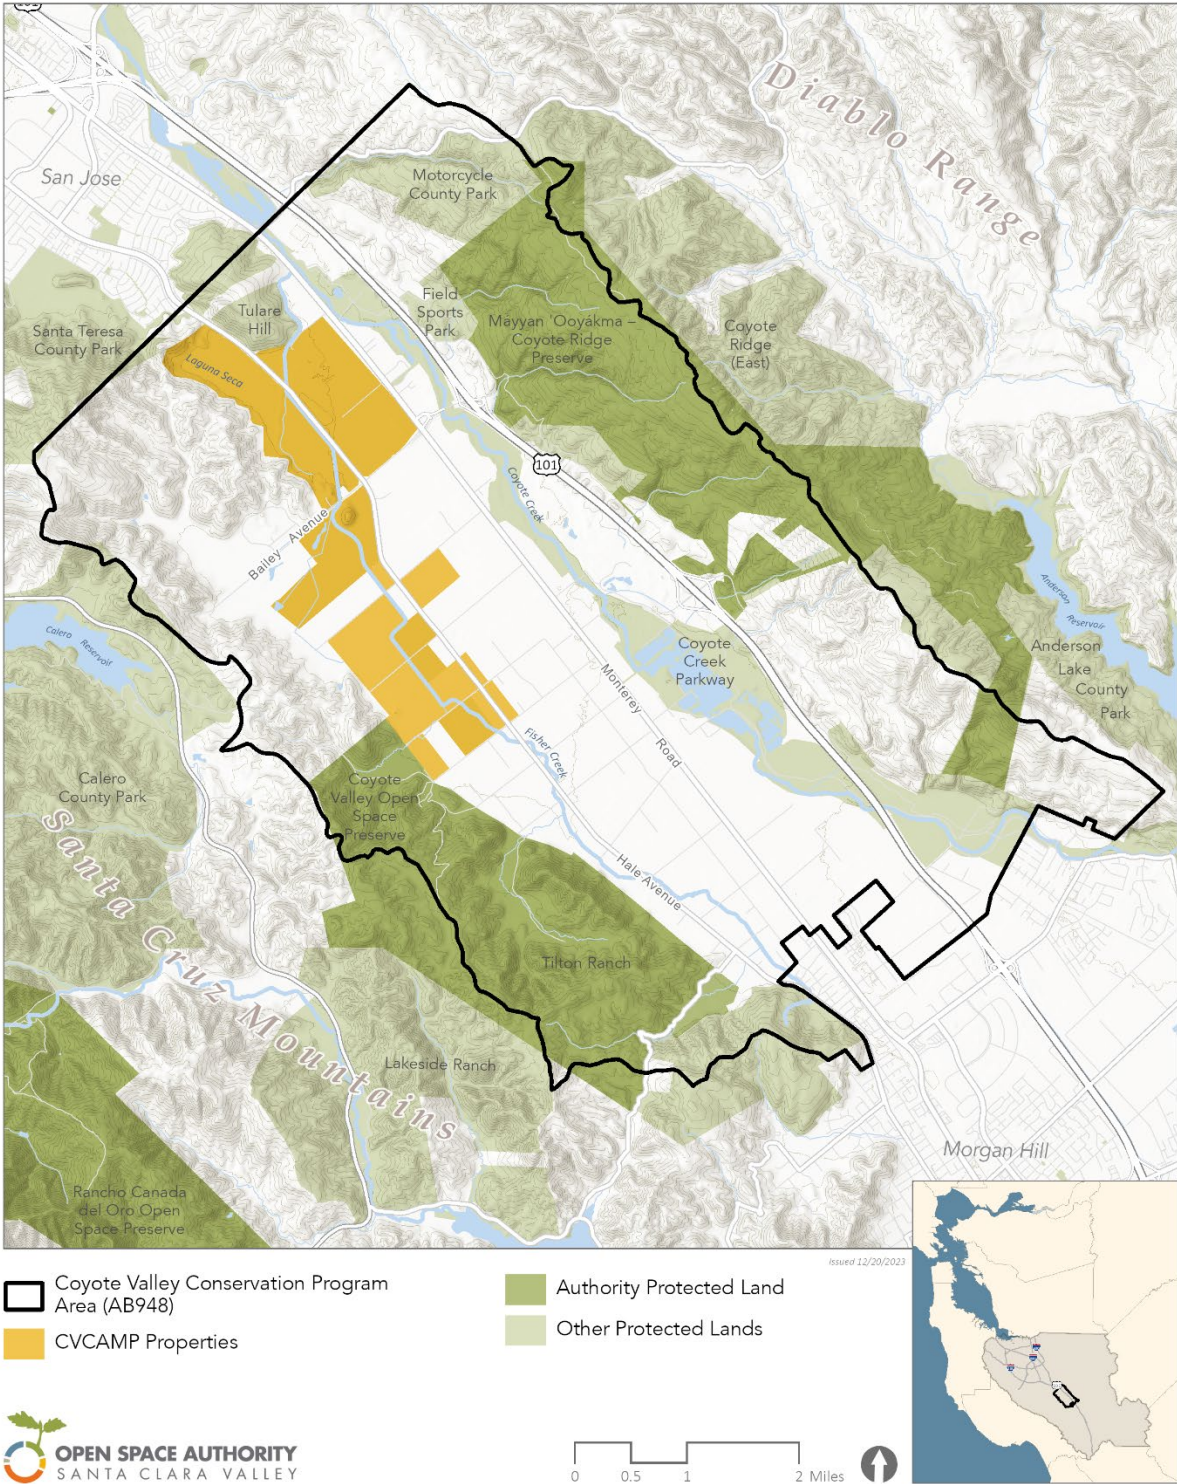 101
Diablo Range
San Jose
Motorcycle
County Park
Field
Sports
Park
Tulare
Hill
Mayyan 'Ooyákma –
Coyote Ridge
Preserve
Coyote
Ridge
(East)
Santa Teresa
County Park
Laguna Seca
101
Coyote Creek
Bailey Avenue
Anderson
Reservoir
Calero Reservoir
Coyote
Creek
Parkway
Anderson
Lake
County
Park
Monterey
Road
Fisher Creek
Calero
County Park
Coyote
Valley Open
Space
Preserve
Hale Avenue
Santa Cruz Mountains
Tilton Ranch
Lakeside Ranch
Morgan Hill
Rancho Canada
del Oro Open
Space Preserve
Issued 12/20/2023
Coyote Valley Conservation Program
Area (AB948)
CVCAMP Properties
Authority Protected Land
Other Protected Lands
OPEN SPACE AUTHORITY
SANTA CLARA VALLEY
0 0.5 1 2 Miles